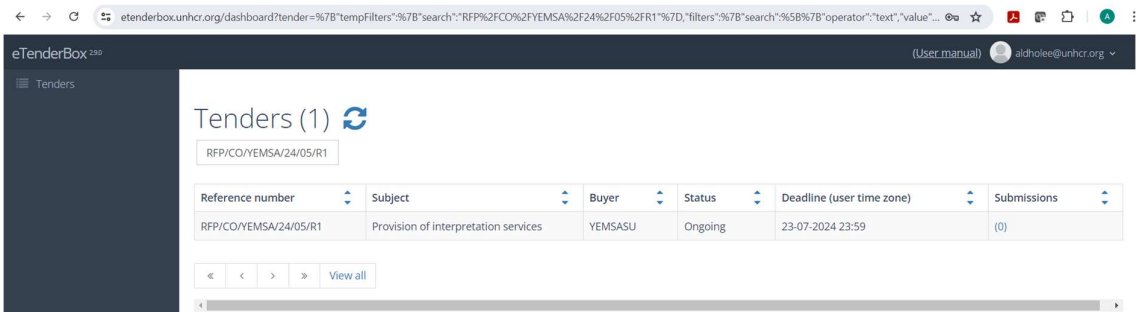 etenderbox.unhcr.org/dashboard?tender=%7B"tempFilters":%7B"search":"RFP%2FCO%2FYEMSA%2F24%2F05%2FR1"%7D,"filters":%7B"search":%5B%7B"operator":"text","value"...
A
eTenderBox 2.9.0
(User manual) aldholee@unhcr.org
Tenders
Tenders (1)
RFP/CO/YEMSA/24/05/R1
Reference number Subject Buyer Status Deadline (user time zone) Submissions
RFP/CO/YEMSA/24/05/R1 Provision of interpretation services YEMSASU Ongoing 23-07-2024 23:59 (0)
« < > » View all